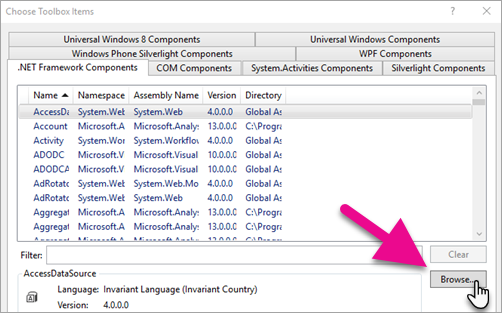 Choose Toolbox Items
?
Universal Windows 8 Components Universal Windows Components
Windows Phone Silverlight Components WPF Components
.NET Framework Components COM Components System.Activities Components Silverlight Components
Name Namespace Assembly Name Version Directory
AccessDa System.Web System.Web 4.0.0.0 Global As
Account Microsoft.A Microsoft.Analys 13.0.0.0 C:\Progra
Activity System.Wor System.Workflow 4.0.0.0 Global As
ADODC Microsoft.V Microsoft.Visual 10.0.0.0 Global As
ADODCA Microsoft.V Microsoft.Visual 10.0.0.0 Global As
AdRotato System.Web System.Web.Mo 4.0.0.0 Global As
AdRotato System.Web System.Web 4.0.0.0 Global As
Aggregat Microsoft.A Microsoft.Analys 13.0.0.0 C:\Progra
Aggregat Microsoft.A Microsoft.Analys 13.0.0.0 C:\Progra
Filter: Clear
AccessDataSource
Browse...
Language: Invariant Language (Invariant Country)
Version: 4.0.0.0